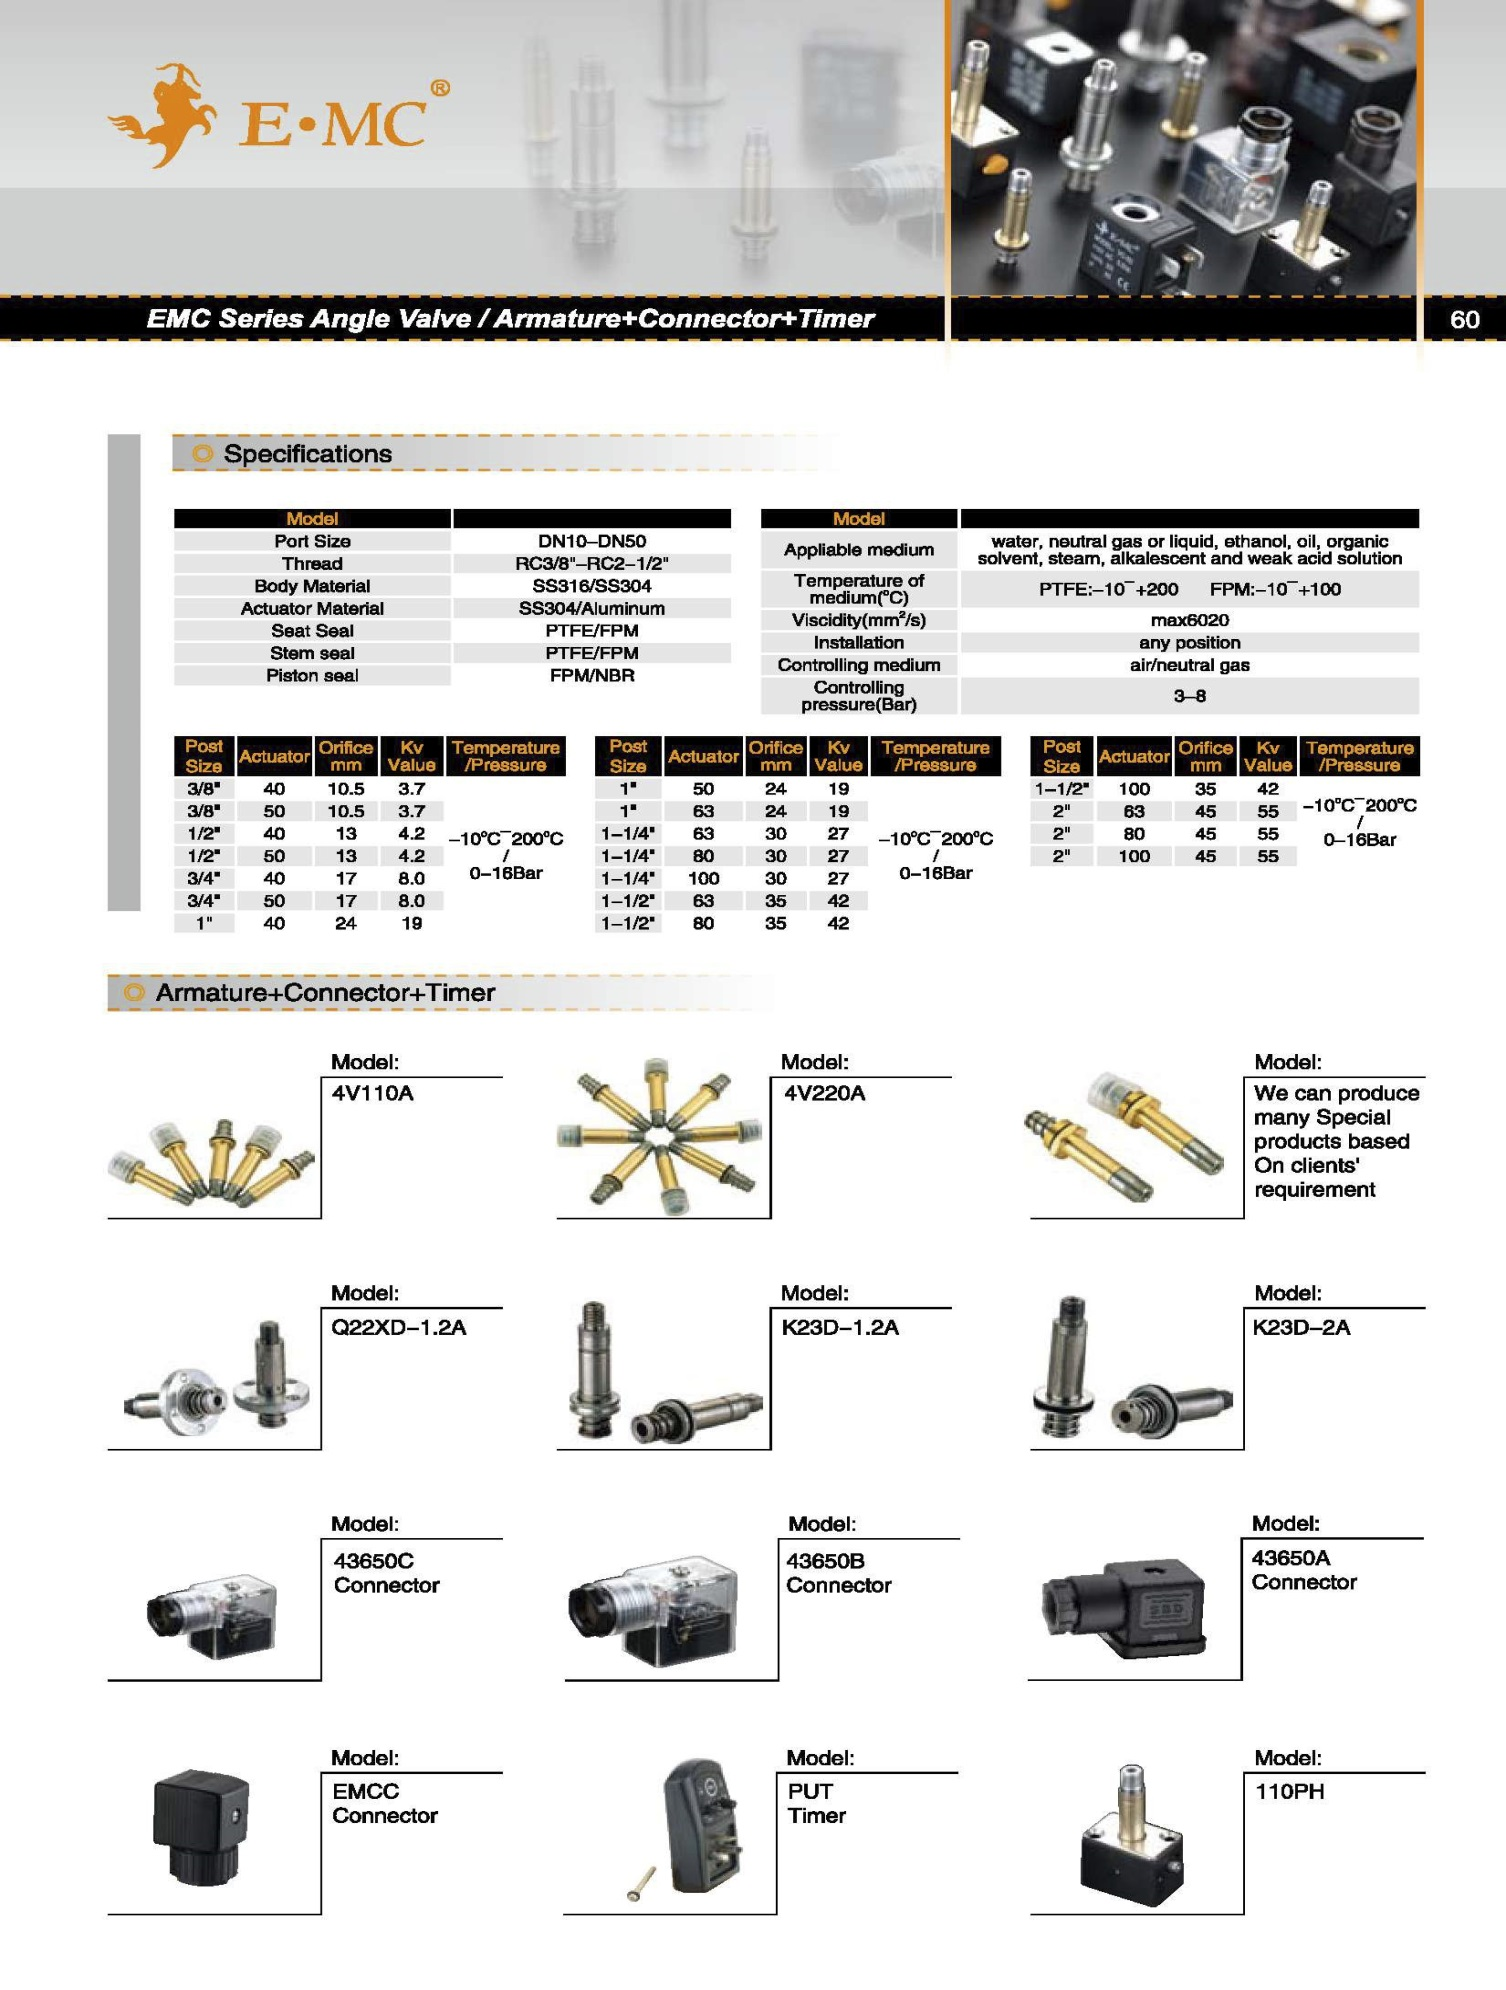 E•MC®
EMC Series Angle Valve / Armature+Connector+Timer
60
Specifications
Model
Port Size DN10–DN50
Thread RC3/8"–RC2–1/2"
Body Material SS316/SS304
Actuator Material SS304/Aluminum
Seat Seal PTFE/FPM
Stem seal PTFE/FPM
Piston seal FPM/NBR
Model
Appliable medium water, neutral gas or liquid, ethanol, oil, organic
solvent, steam, alkalescent and weak acid solution
Temperature of
medium(°C) PTFE:–10¯+200 FPM:–10¯+100
Viscidity(mm²/s) max6020
Installation any position
Controlling medium air/neutral gas
Controlling
pressure(Bar) 3–8
Post Size Actuator Orifice mm Kv Value Temperature /Pressure
3/8" 40 10.5 3.7
3/8" 50 10.5 3.7
1/2" 40 13 4.2
1/2" 50 13 4.2
3/4" 40 17 8.0
3/4" 50 17 8.0
1" 40 24 19
–10°C¯200°C
/
0–16Bar
Post Size Actuator Orifice mm Kv Value Temperature /Pressure
1" 50 24 19
1" 63 24 19
1–1/4" 63 30 27
1–1/4" 80 30 27
1–1/4" 100 30 27
1–1/2" 63 35 42
1–1/2" 80 35 42
–10°C¯200°C
/
0–16Bar
Post Size Actuator Orifice mm Kv Value Temperature /Pressure
1–1/2" 100 35 42
2" 63 45 55
2" 80 45 55
2" 100 45 55
–10°C¯200°C
/
0–16Bar
Armature+Connector+Timer
Model:
4V110A
Model:
4V220A
Model:
We can produce
many Special
products based
On clients'
requirement
Model:
Q22XD–1.2A
Model:
K23D–1.2A
Model:
K23D–2A
Model:
43650C
Connector
Model:
43650B
Connector
Model:
43650A
Connector
Model:
EMCC
Connector
Model:
PUT
Timer
Model:
110PH